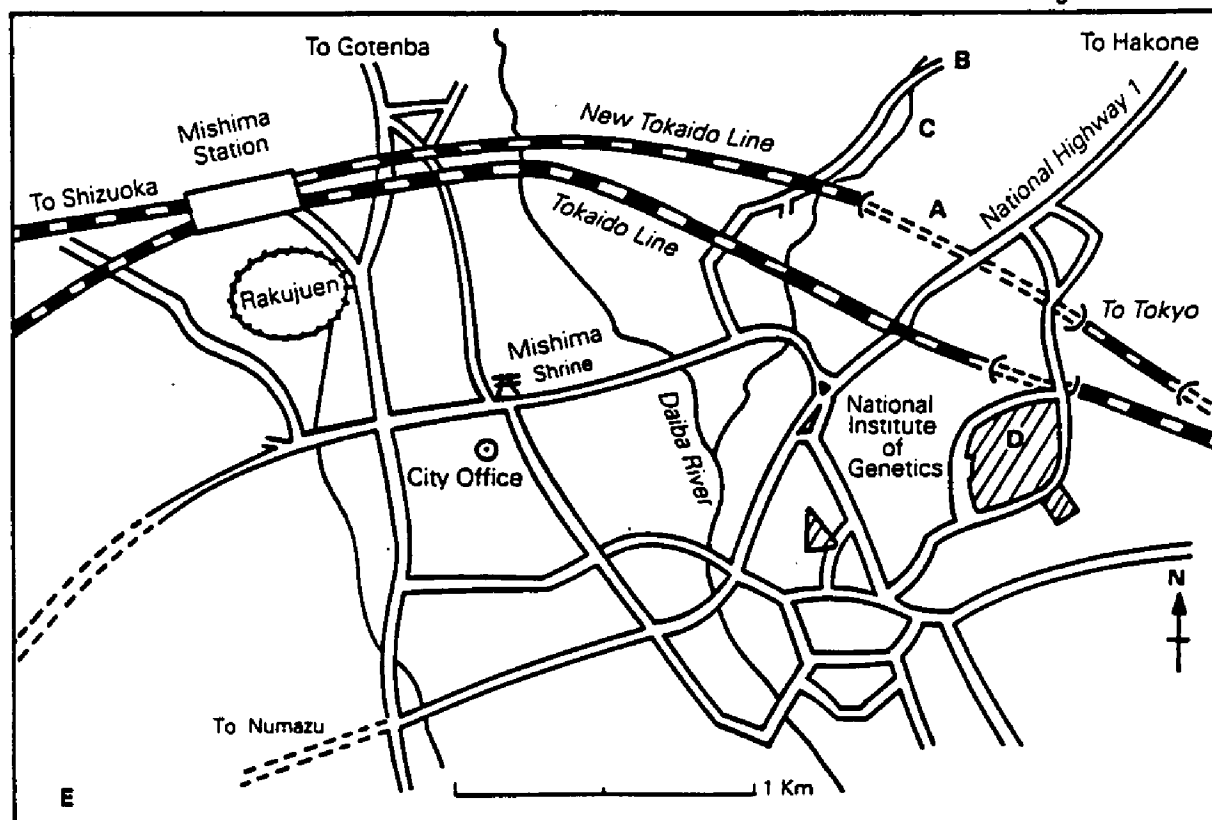 To Gotenba
To Hakone
B
Mishima
Station
New Tokaido Line
C
National Highway 1
To Shizuoka
A
Tokaido Line
Rakujuen
To Tokyo
Mishima
Shrine
Daiba River
National
Institute
of
Genetics
D
City Office
N
To Numazu
1 Km
E